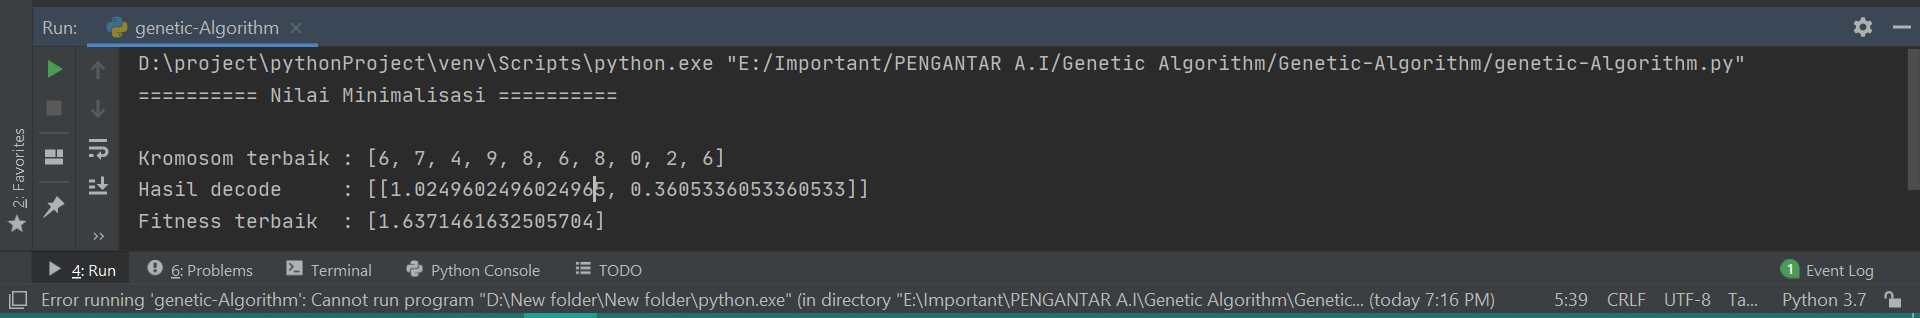 Run: genetic-Algorithm
D:\project\pythonProject\venv\Scripts\python.exe "E:/Important/PENGANTAR A.I/Genetic Algorithm/Genetic-Algorithm/genetic-Algorithm.py"
========== Nilai Minimalisasi ==========
Kromosom terbaik : [6, 7, 4, 9, 8, 6, 8, 0, 2, 6]
Hasil decode     : [[1.0249602496024965, 0.3605336053360533]]
Fitness terbaik  : [1.6371461632505704]
2: Favorites
4: Run 6: Problems Terminal Python Console TODO 1 Event Log
Error running 'genetic-Algorithm': Cannot run program "D:\New folder\New folder\python.exe" (in directory "E:\Important\PENGANTAR A.I\Genetic Algorithm\Genetic... (today 7:16 PM) 5:39 CRLF UTF-8 Ta... Python 3.7